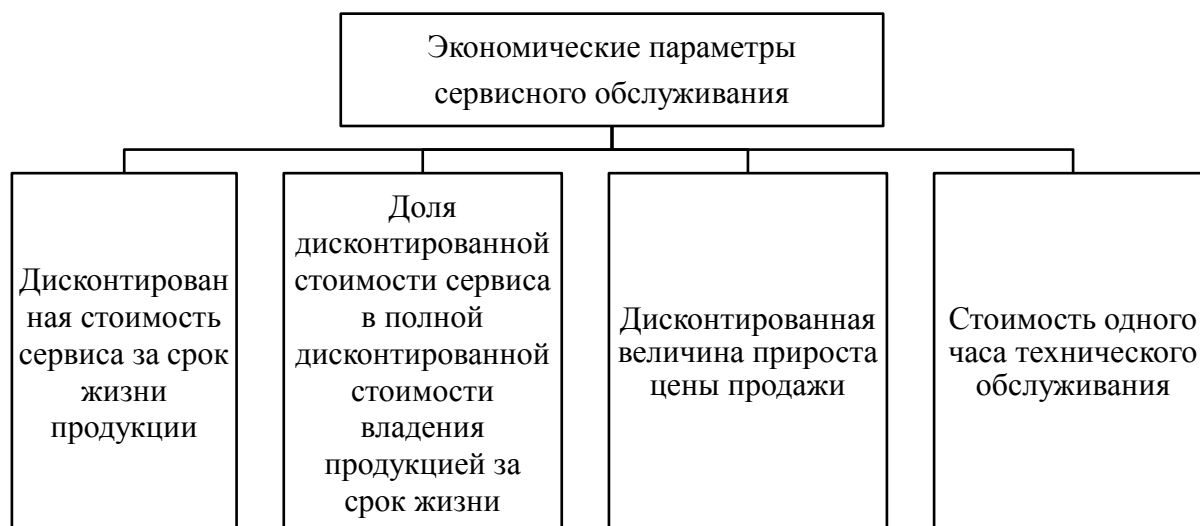 Экономические параметры
сервисного обслуживания
Дисконтирован
ная стоимость
сервиса за срок
жизни
продукции
Доля
дисконтированной
стоимости сервиса
в полной
дисконтированной
стоимости
владения
продукцией за
срок жизни
Дисконтированная
величина прироста
цены продажи
Стоимость одного
часа технического
обслуживания